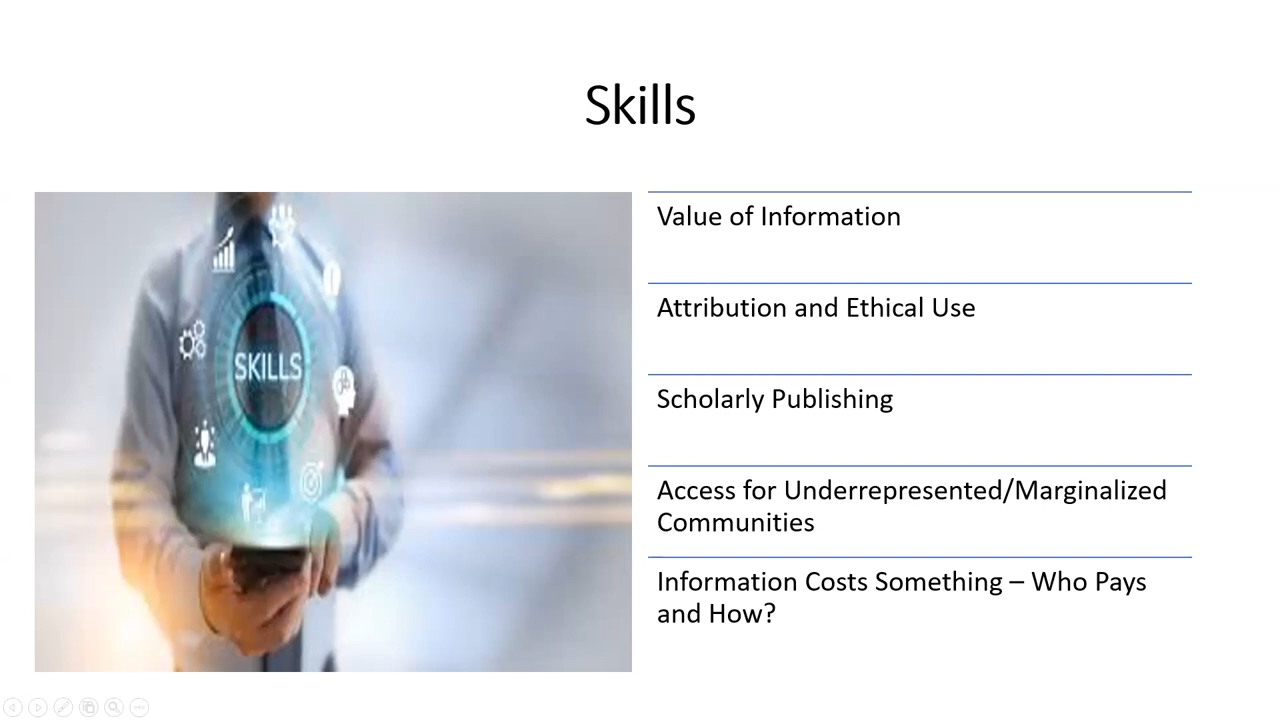 Skills
SKILLS
Value of Information
Attribution and Ethical Use
Scholarly Publishing
Access for Underrepresented/Marginalized
Communities
Information Costs Something – Who Pays
and How?